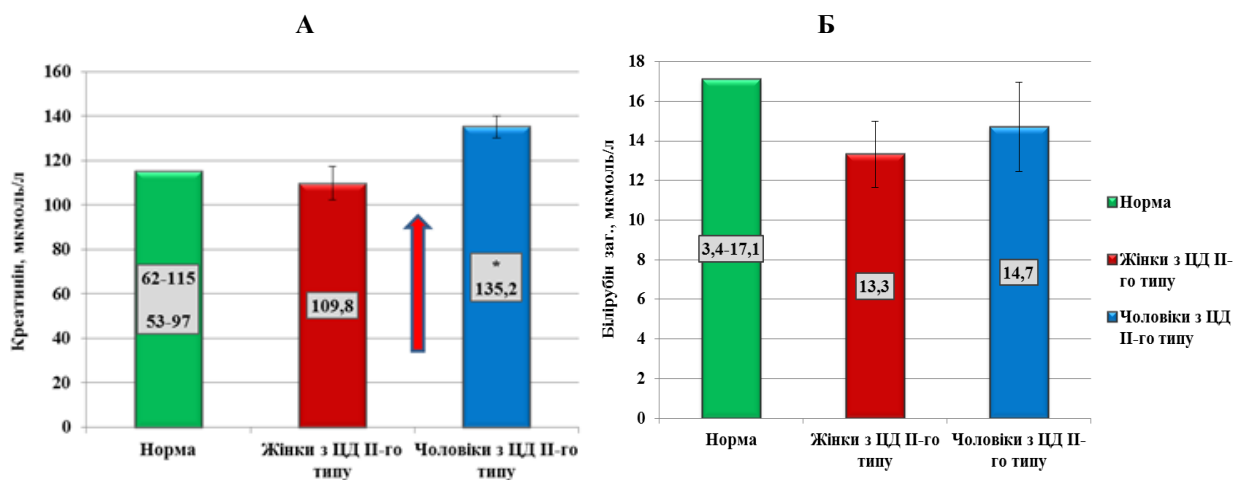 А
Креатинін, мкмоль/л
160
140
120
100
80
60
40
20
0
62-115
53-97
109,8
*
135,2
Норма
Жінки з ЦД ІІ-го
типу
Чоловіки з ЦД ІІ-го
типу
Б
Білірубін заг., мкмоль/л
18
16
14
12
10
8
6
4
2
0
3,4-17,1
13,3
14,7
Норма
Жінки з ЦД ІІ-го
типу
Чоловіки з ЦД ІІ-
го типу
Норма
Жінки з ЦД ІІ-
го типу
Чоловіки з ЦД
ІІ-го типу